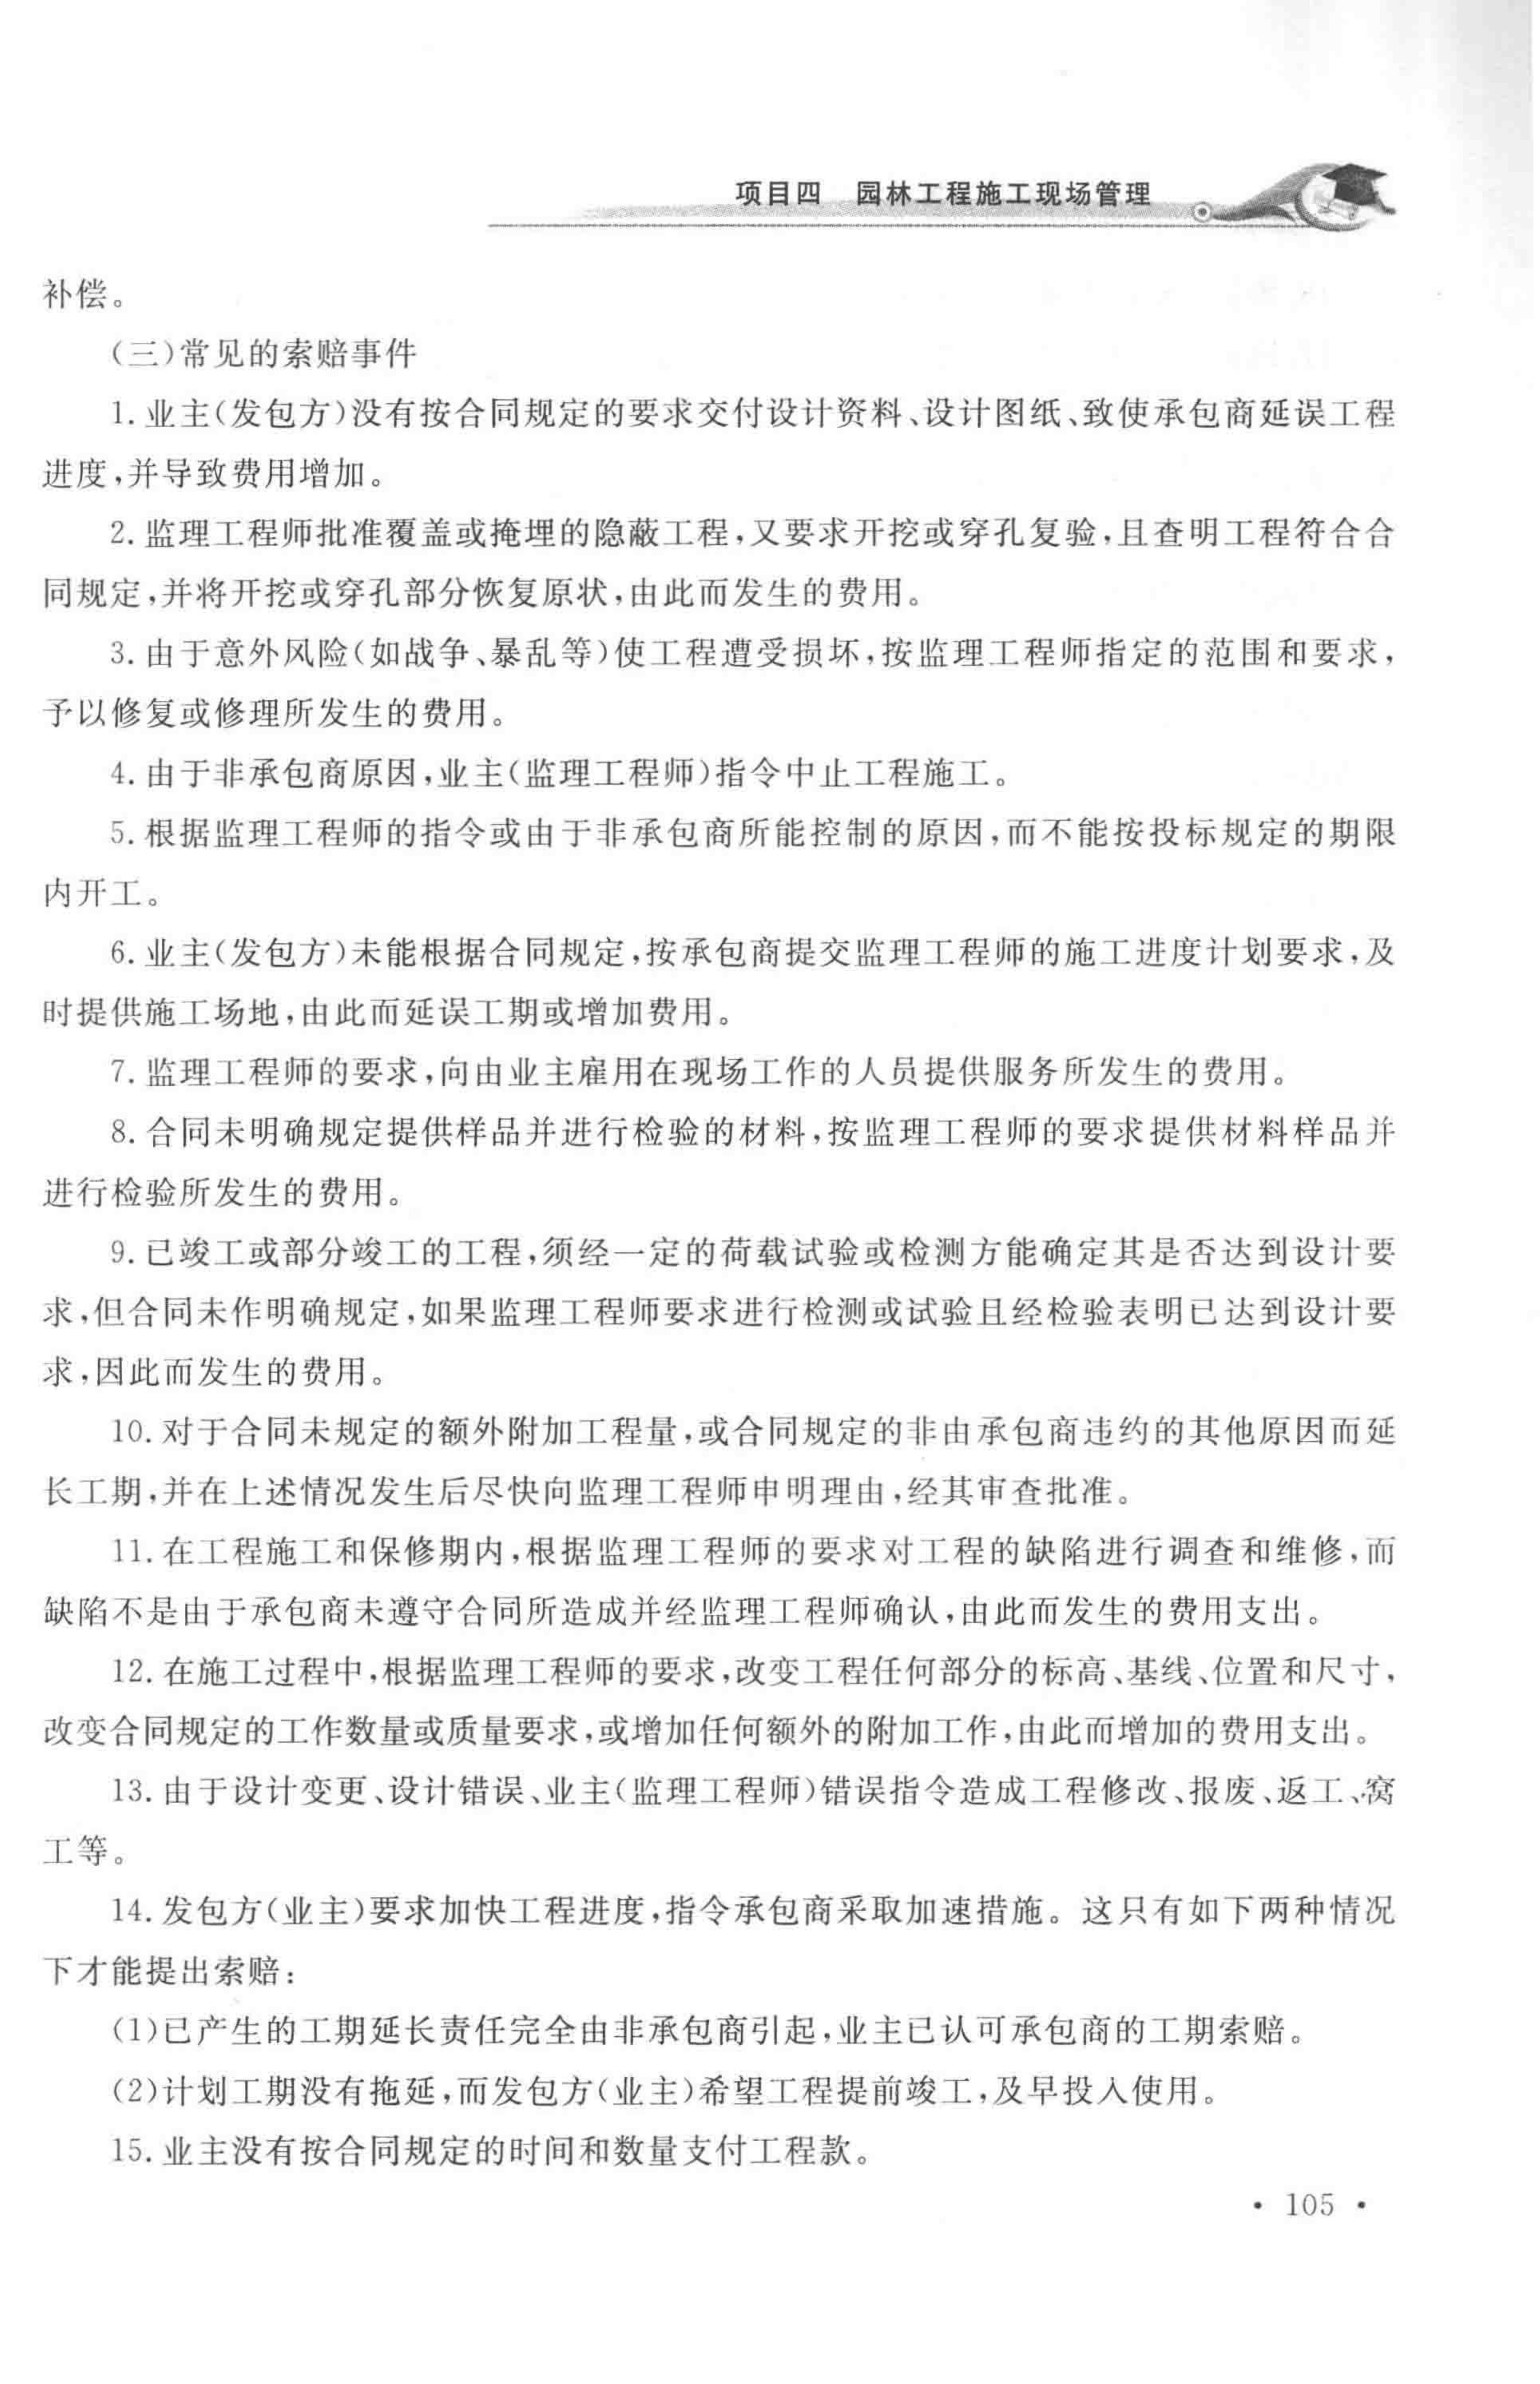 项目四 园林工程施工现场管理
补偿。
(三)常见的索赔事件
1.业主(发包方)没有按合同规定的要求交付设计资料、设计图纸、致使承包商延误工程
进度,并导致费用增加。
2.监理工程师批准覆盖或掩埋的隐蔽工程,又要求开挖或穿孔复验,且查明工程符合合
同规定,并将开挖或穿孔部分恢复原状,由此而发生的费用。
3.由于意外风险(如战争、暴乱等)使工程遭受损坏,按监理工程师指定的范围和要求,
予以修复或修理所发生的费用。
4.由于非承包商原因,业主(监理工程师)指令中止工程施工。
5.根据监理工程师的指令或由于非承包商所能控制的原因,而不能按投标规定的期限
内开工。
6.业主(发包方)未能根据合同规定,按承包商提交监理工程师的施工进度计划要求,及
时提供施工场地,由此而延误工期或增加费用。
7.监理工程师的要求,向由业主雇用在现场工作的人员提供服务所发生的费用。
8.合同未明确规定提供样品并进行检验的材料,按监理工程师的要求提供材料样品并
进行检验所发生的费用。
9.已竣工或部分竣工的工程,须经一定的荷载试验或检测方能确定其是否达到设计要
求,但合同未作明确规定,如果监理工程师要求进行检测或试验且经检验表明已达到设计要
求,因此而发生的费用。
10.对于合同未规定的额外附加工程量,或合同规定的非由承包商违约的其他原因而延
长工期,并在上述情况发生后尽快向监理工程师申明理由,经其审查批准。
11.在工程施工和保修期内,根据监理工程师的要求对工程的缺陷进行调查和维修,而
缺陷不是由于承包商未遵守合同所造成并经监理工程师确认,由此而发生的费用支出。
12.在施工过程中,根据监理工程师的要求,改变工程任何部分的标高、基线、位置和尺寸,
改变合同规定的工作数量或质量要求,或增加任何额外的附加工作,由此而增加的费用支出。
13.由于设计变更、设计错误、业主(监理工程师)错误指令造成工程修改、报废、返工、窝
工等。
14.发包方(业主)要求加快工程进度,指令承包商采取加速措施。这只有如下两种情况
下才能提出索赔:
(1)已产生的工期延长责任完全由非承包商引起,业主已认可承包商的工期索赔。
(2)计划工期没有拖延,而发包方(业主)希望工程提前竣工,及早投入使用。
15.业主没有按合同规定的时间和数量支付工程款。
• 105 •